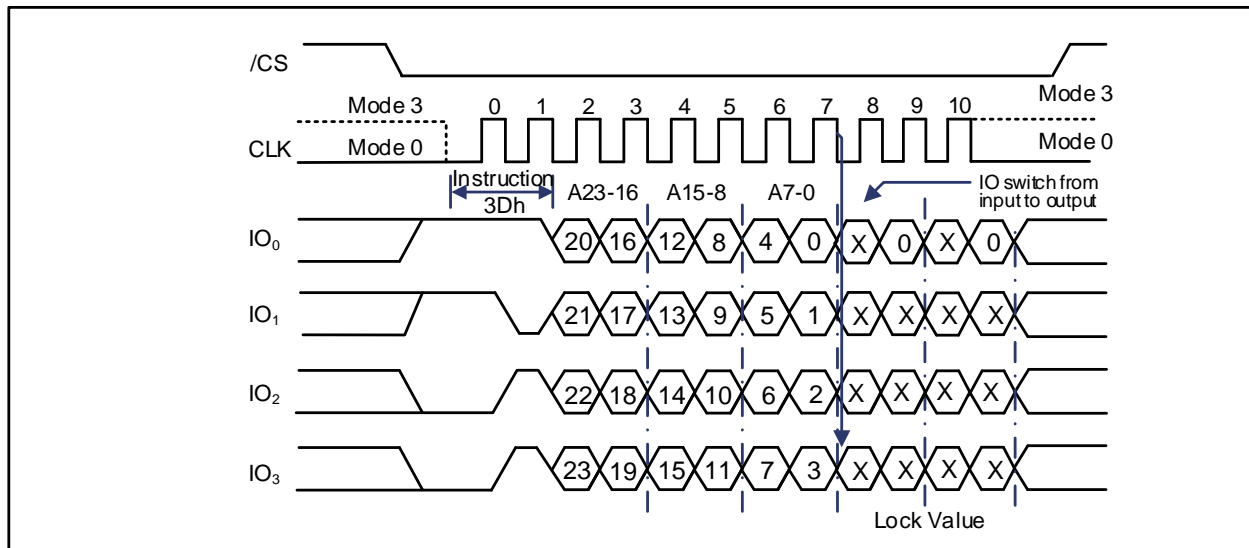 /CS
Mode 3
0 1 2 3 4 5 6 7 8 9 10
Mode 3
CLK
Mode 0
Mode 0
Instruction
3Dh
A23-16
A15-8
A7-0
IO switch from
input to output
IO0
20 16 12 8 4 0 X 0 X 0
IO1
21 17 13 9 5 1 X X X X
IO2
22 18 14 10 6 2 X X X X
IO3
23 19 15 11 7 3 X X X X
Lock Value